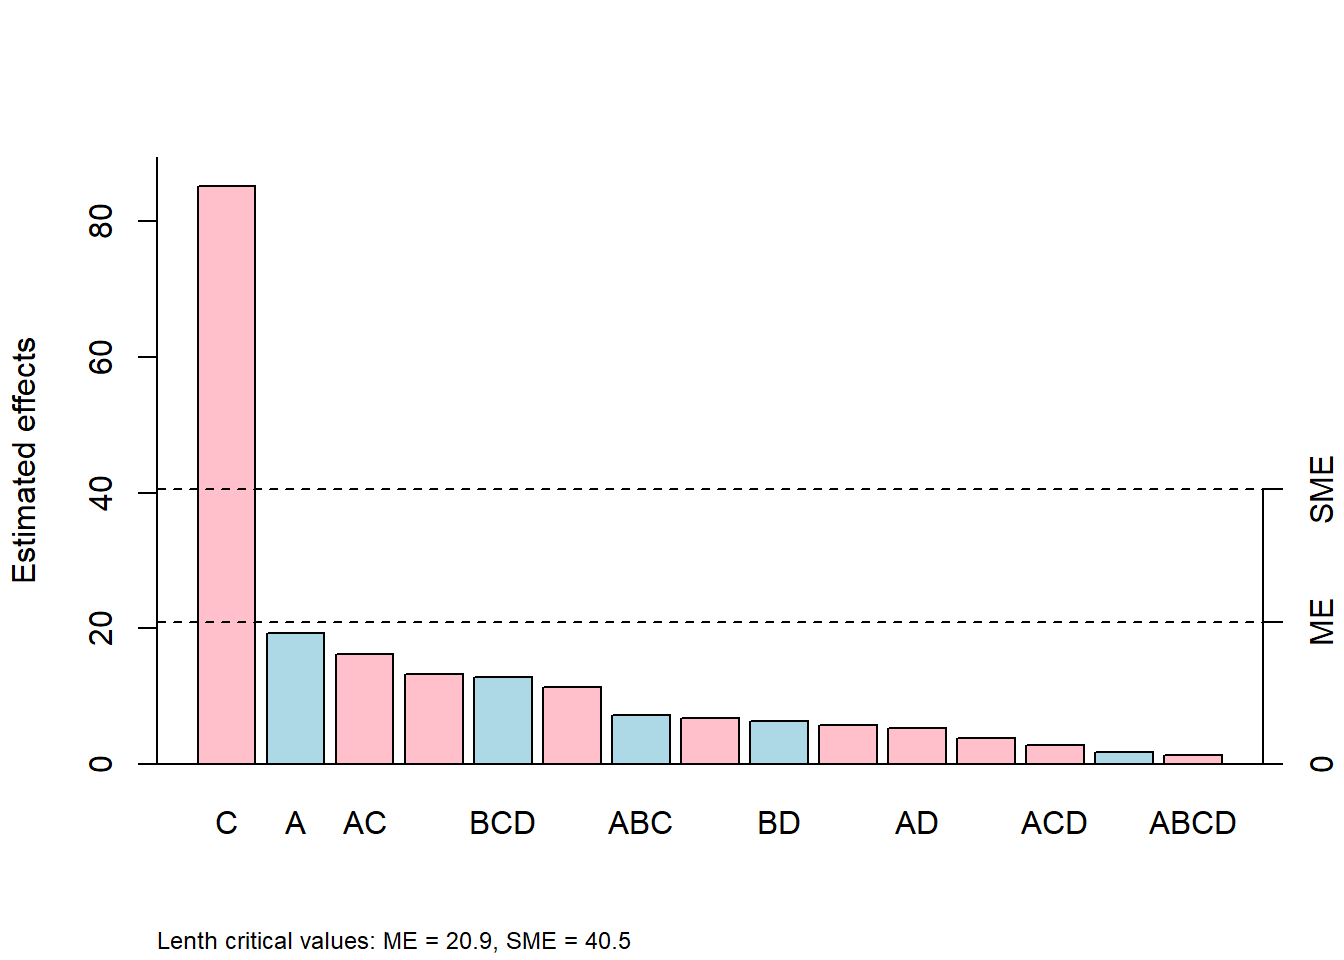 Estimated effects
80
60
40
20
0
SME
ME
0
C A AC BCD ABC BD AD ACD ABCD
Lenth critical values: ME = 20.9, SME = 40.5